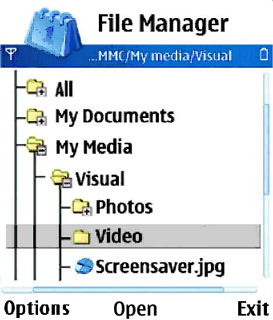 File Manager
...MMC/My media/Visual
All
My Documents
My Media
Visual
Photos
Video
Screensaver.jpg
Options Open Exit